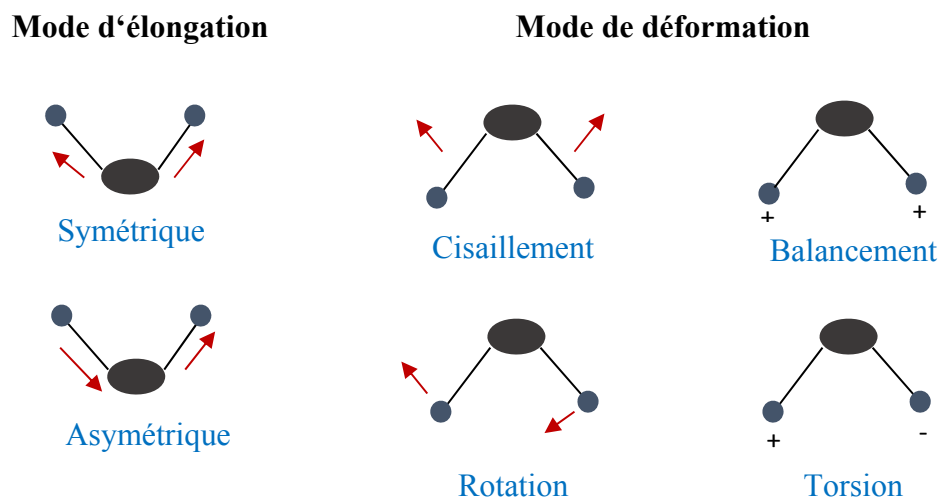 Mode d‘élongation
Mode de déformation
+
+
Symétrique
Cisaillement
Balancement
+
-
Asymétrique
Rotation
Torsion